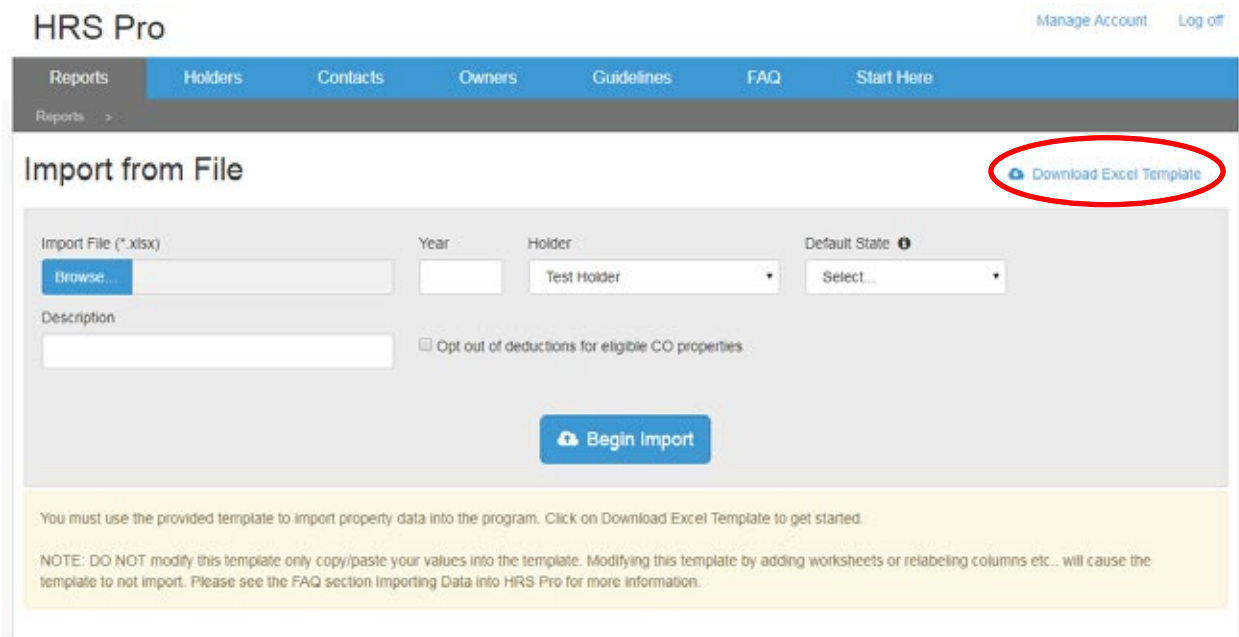 HRS Pro
Manage Account Log off
Reports Holders Contacts Owners Guidelines FAQ Start Here
Reports >
Import from File
Download Excel Template
Import File (*.xlsx) Year Holder Default State
Browse... Test Holder Select...
Description
Opt out of deductions for eligible CO properties
Begin Import
You must use the provided template to import property data into the program. Click on Download Excel Template to get started.
NOTE: DO NOT modify this template only copy/paste your values into the template. Modifying this template by adding worksheets or relabeling columns etc.. will cause the
template to not import. Please see the FAQ section Importing Data into HRS Pro for more information.